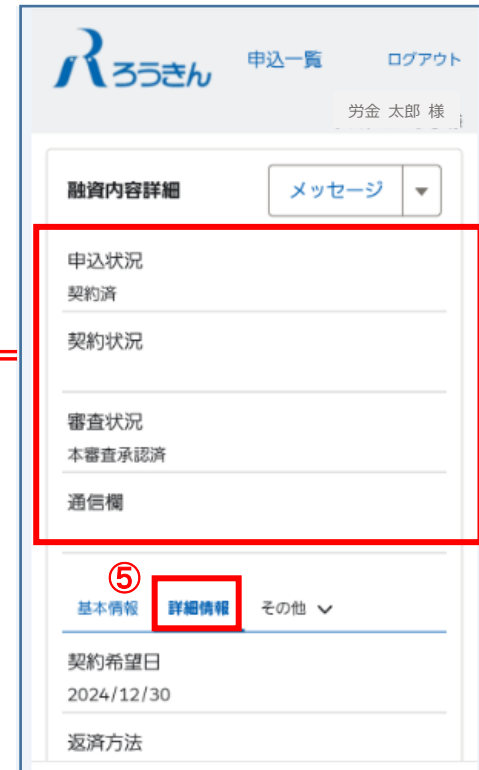 ろうきん 申込一覧 ログアウト
労金 太郎 様
融資内容詳細 メッセージ
申込状況
契約済
契約状況
審査状況
本審査承認済
通信欄
⑤
基本情報 詳細情報 その他
契約希望日
2024/12/30
返済方法